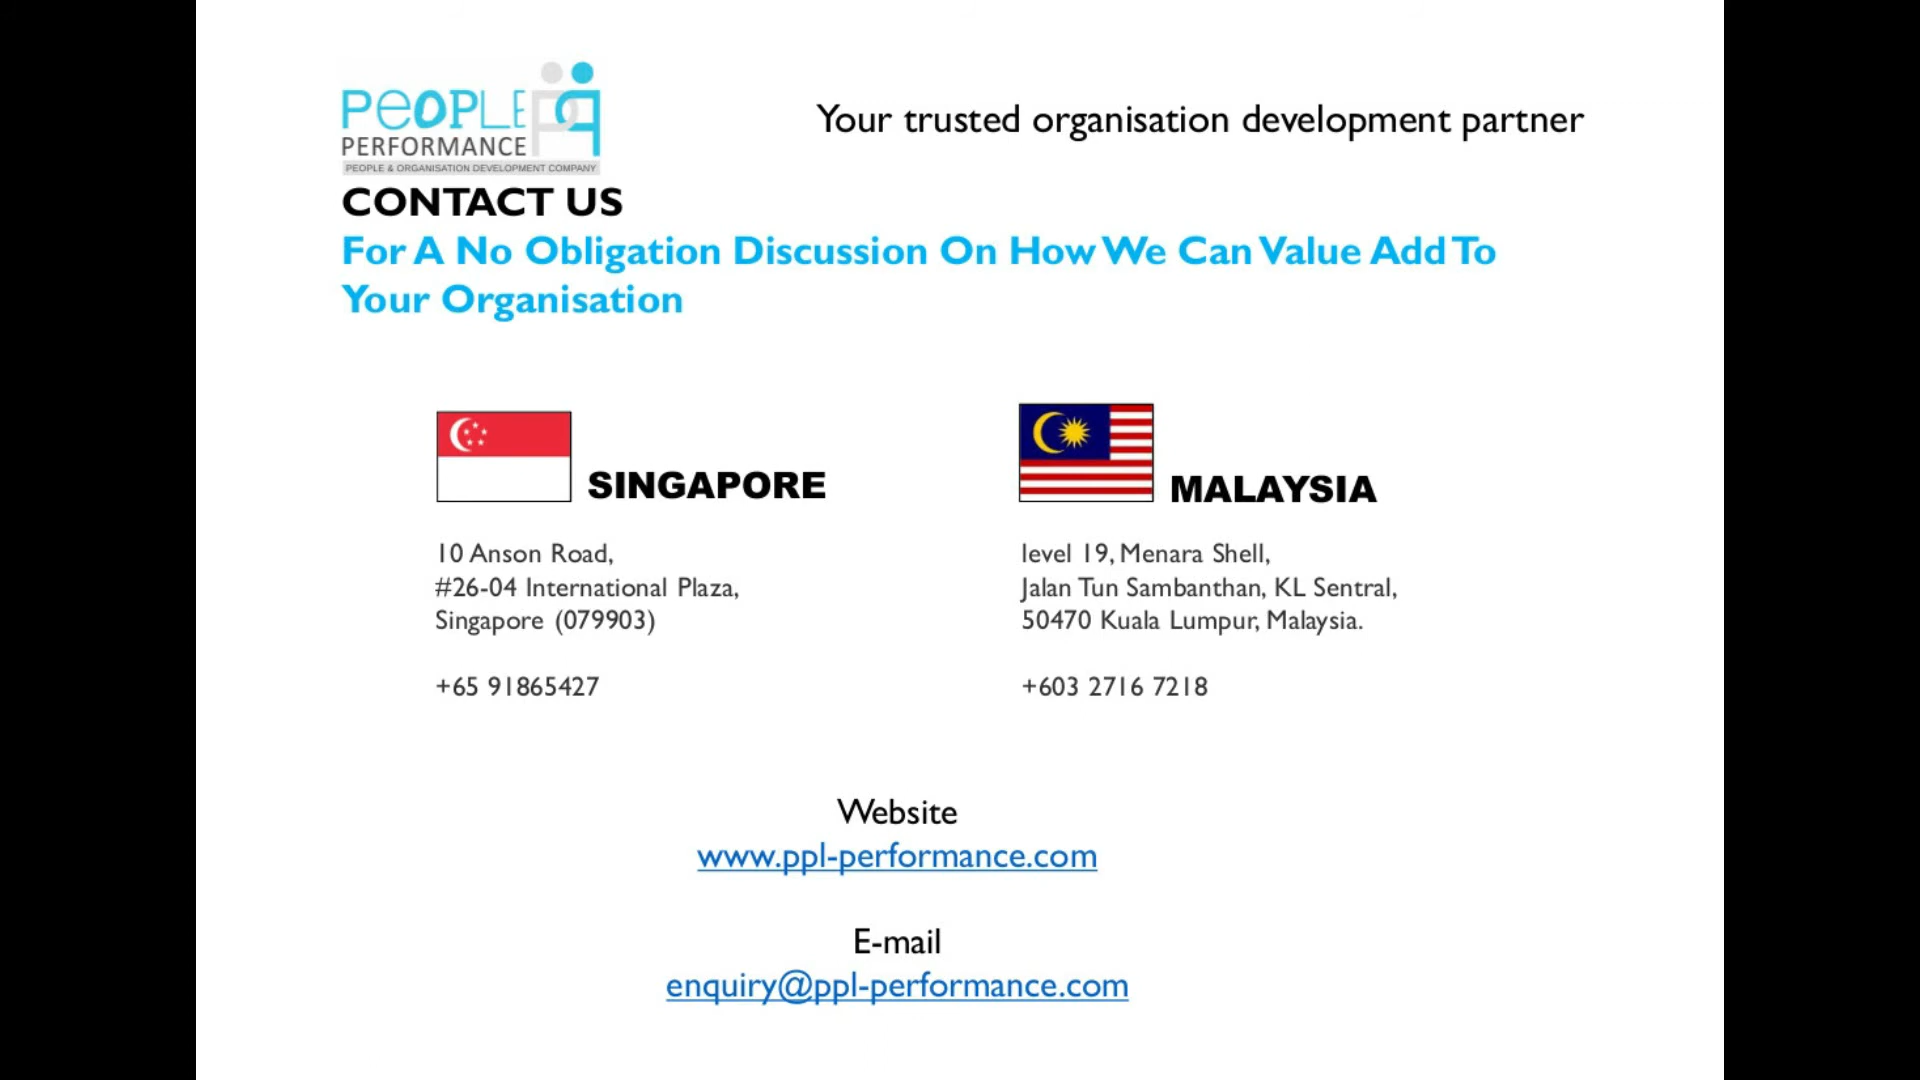 PeOPLE
PERFORMANCE
PEOPLE & ORGANISATION DEVELOPMENT COMPANY
Your trusted organisation development partner
CONTACT US
For A No Obligation Discussion On How We Can Value Add To
Your Organisation
SINGAPORE
10 Anson Road,
#26-04 International Plaza,
Singapore (079903)
+65 91865427
MALAYSIA
level 19, Menara Shell,
Jalan Tun Sambanthan, KL Sentral,
50470 Kuala Lumpur, Malaysia.
+603 2716 7218
Website
www.ppl-performance.com
E-mail
enquiry@ppl-performance.com